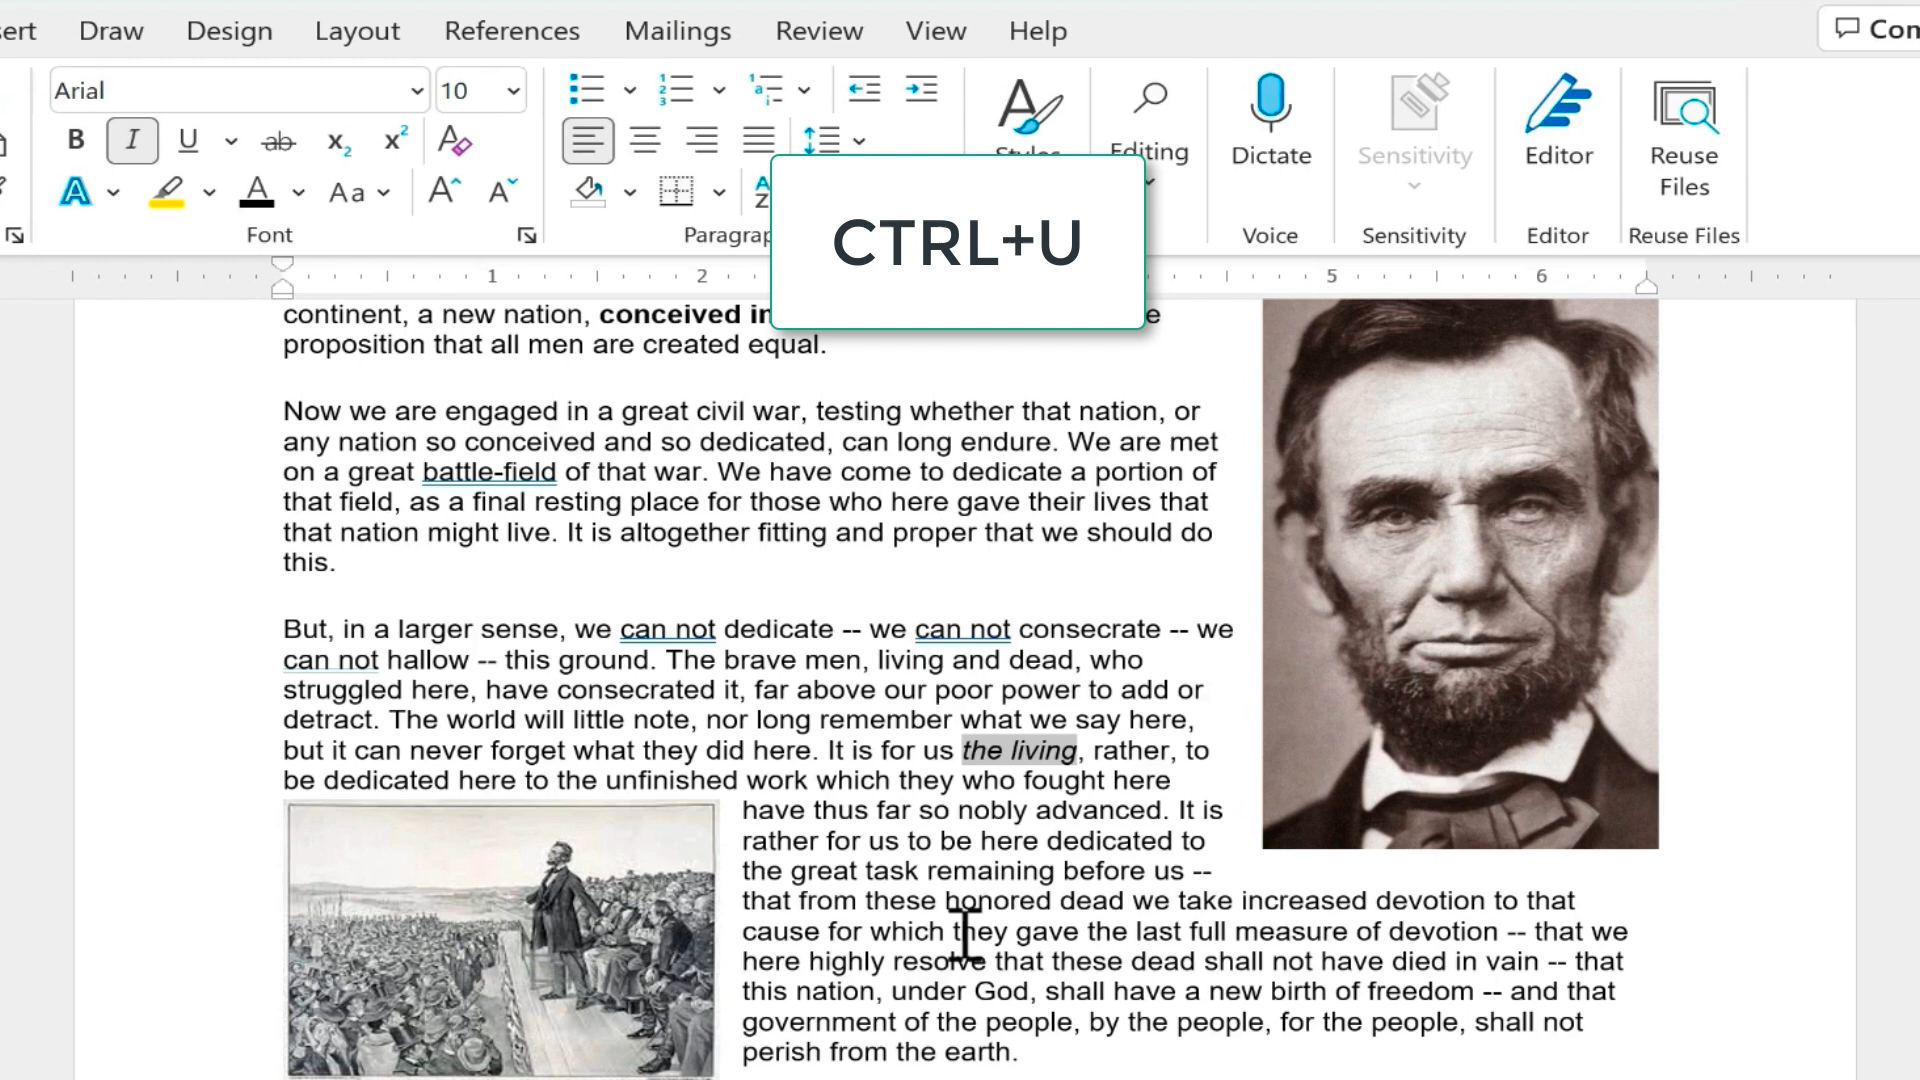 Draw Design Layout References Mailings Review View Help
Arial 10
B I U ab x2 x2 A
A A Aa A A
Editing Dictate Sensitivity Editor Reuse Files
Font Voice Sensitivity Editor Reuse Files
CTRL+U
1 2 5 6
continent, a new nation, conceived
proposition that all men are created equal.
Now we are engaged in a great civil war, testing whether that nation, or
any nation so conceived and so dedicated, can long endure. We are met
on a great battle-field of that war. We have come to dedicate a portion of
that field, as a final resting place for those who here gave their lives that
that nation might live. It is altogether fitting and proper that we should do
this.
But, in a larger sense, we can not dedicate -- we can not consecrate -- we
can not hallow -- this ground. The brave men, living and dead, who
struggled here, have consecrated it, far above our poor power to add or
detract. The world will little note, nor long remember what we say here,
but it can never forget what they did here. It is for us the living, rather, to
be dedicated here to the unfinished work which they who fought here
have thus far so nobly advanced. It is
rather for us to be here dedicated to
the great task remaining before us --
that from these honored dead we take increased devotion to that
cause for which they gave the last full measure of devotion -- that we
here highly resolve that these dead shall not have died in vain -- that
this nation, under God, shall have a new birth of freedom -- and that
government of the people, by the people, for the people, shall not
perish from the earth.